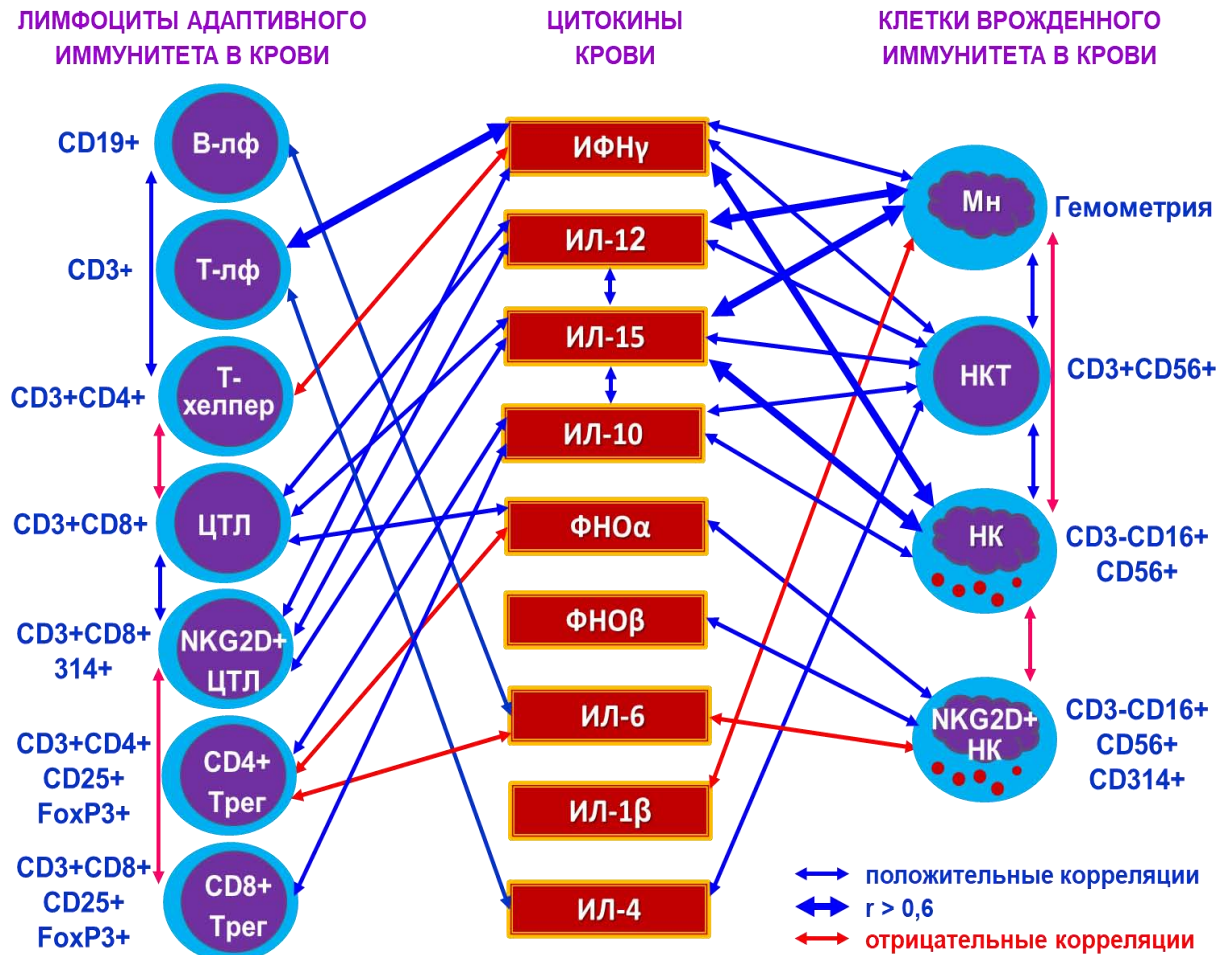 ЛИМФОЦИТЫ АДАПТИВНОГО
ИММУНИТЕТА В КРОВИ
ЦИТОКИНЫ
КРОВИ
КЛЕТКИ ВРОЖДЕННОГО
ИММУНИТЕТА В КРОВИ
CD19+
В-лф
CD3+
Т-лф
CD3+CD4+
Т-
хелпер
CD3+CD8+
ЦТЛ
CD3+CD8+
314+
NKG2D+
ЦТЛ
CD3+CD4+
CD25+
FoxP3+
CD4+
Трег
CD3+CD8+
CD25+
FoxP3+
CD8+
Трег
ИФНγ
ИЛ-12
ИЛ-15
ИЛ-10
ФНОα
ФНОβ
ИЛ-6
ИЛ-1β
ИЛ-4
Мн
Гемометрия
НКТ
CD3+CD56+
НК
CD3-CD16+
CD56+
NKG2D+
НК
CD3-CD16+
CD56+
CD314+
положительные корреляции
r > 0,6
отрицательные корреляции